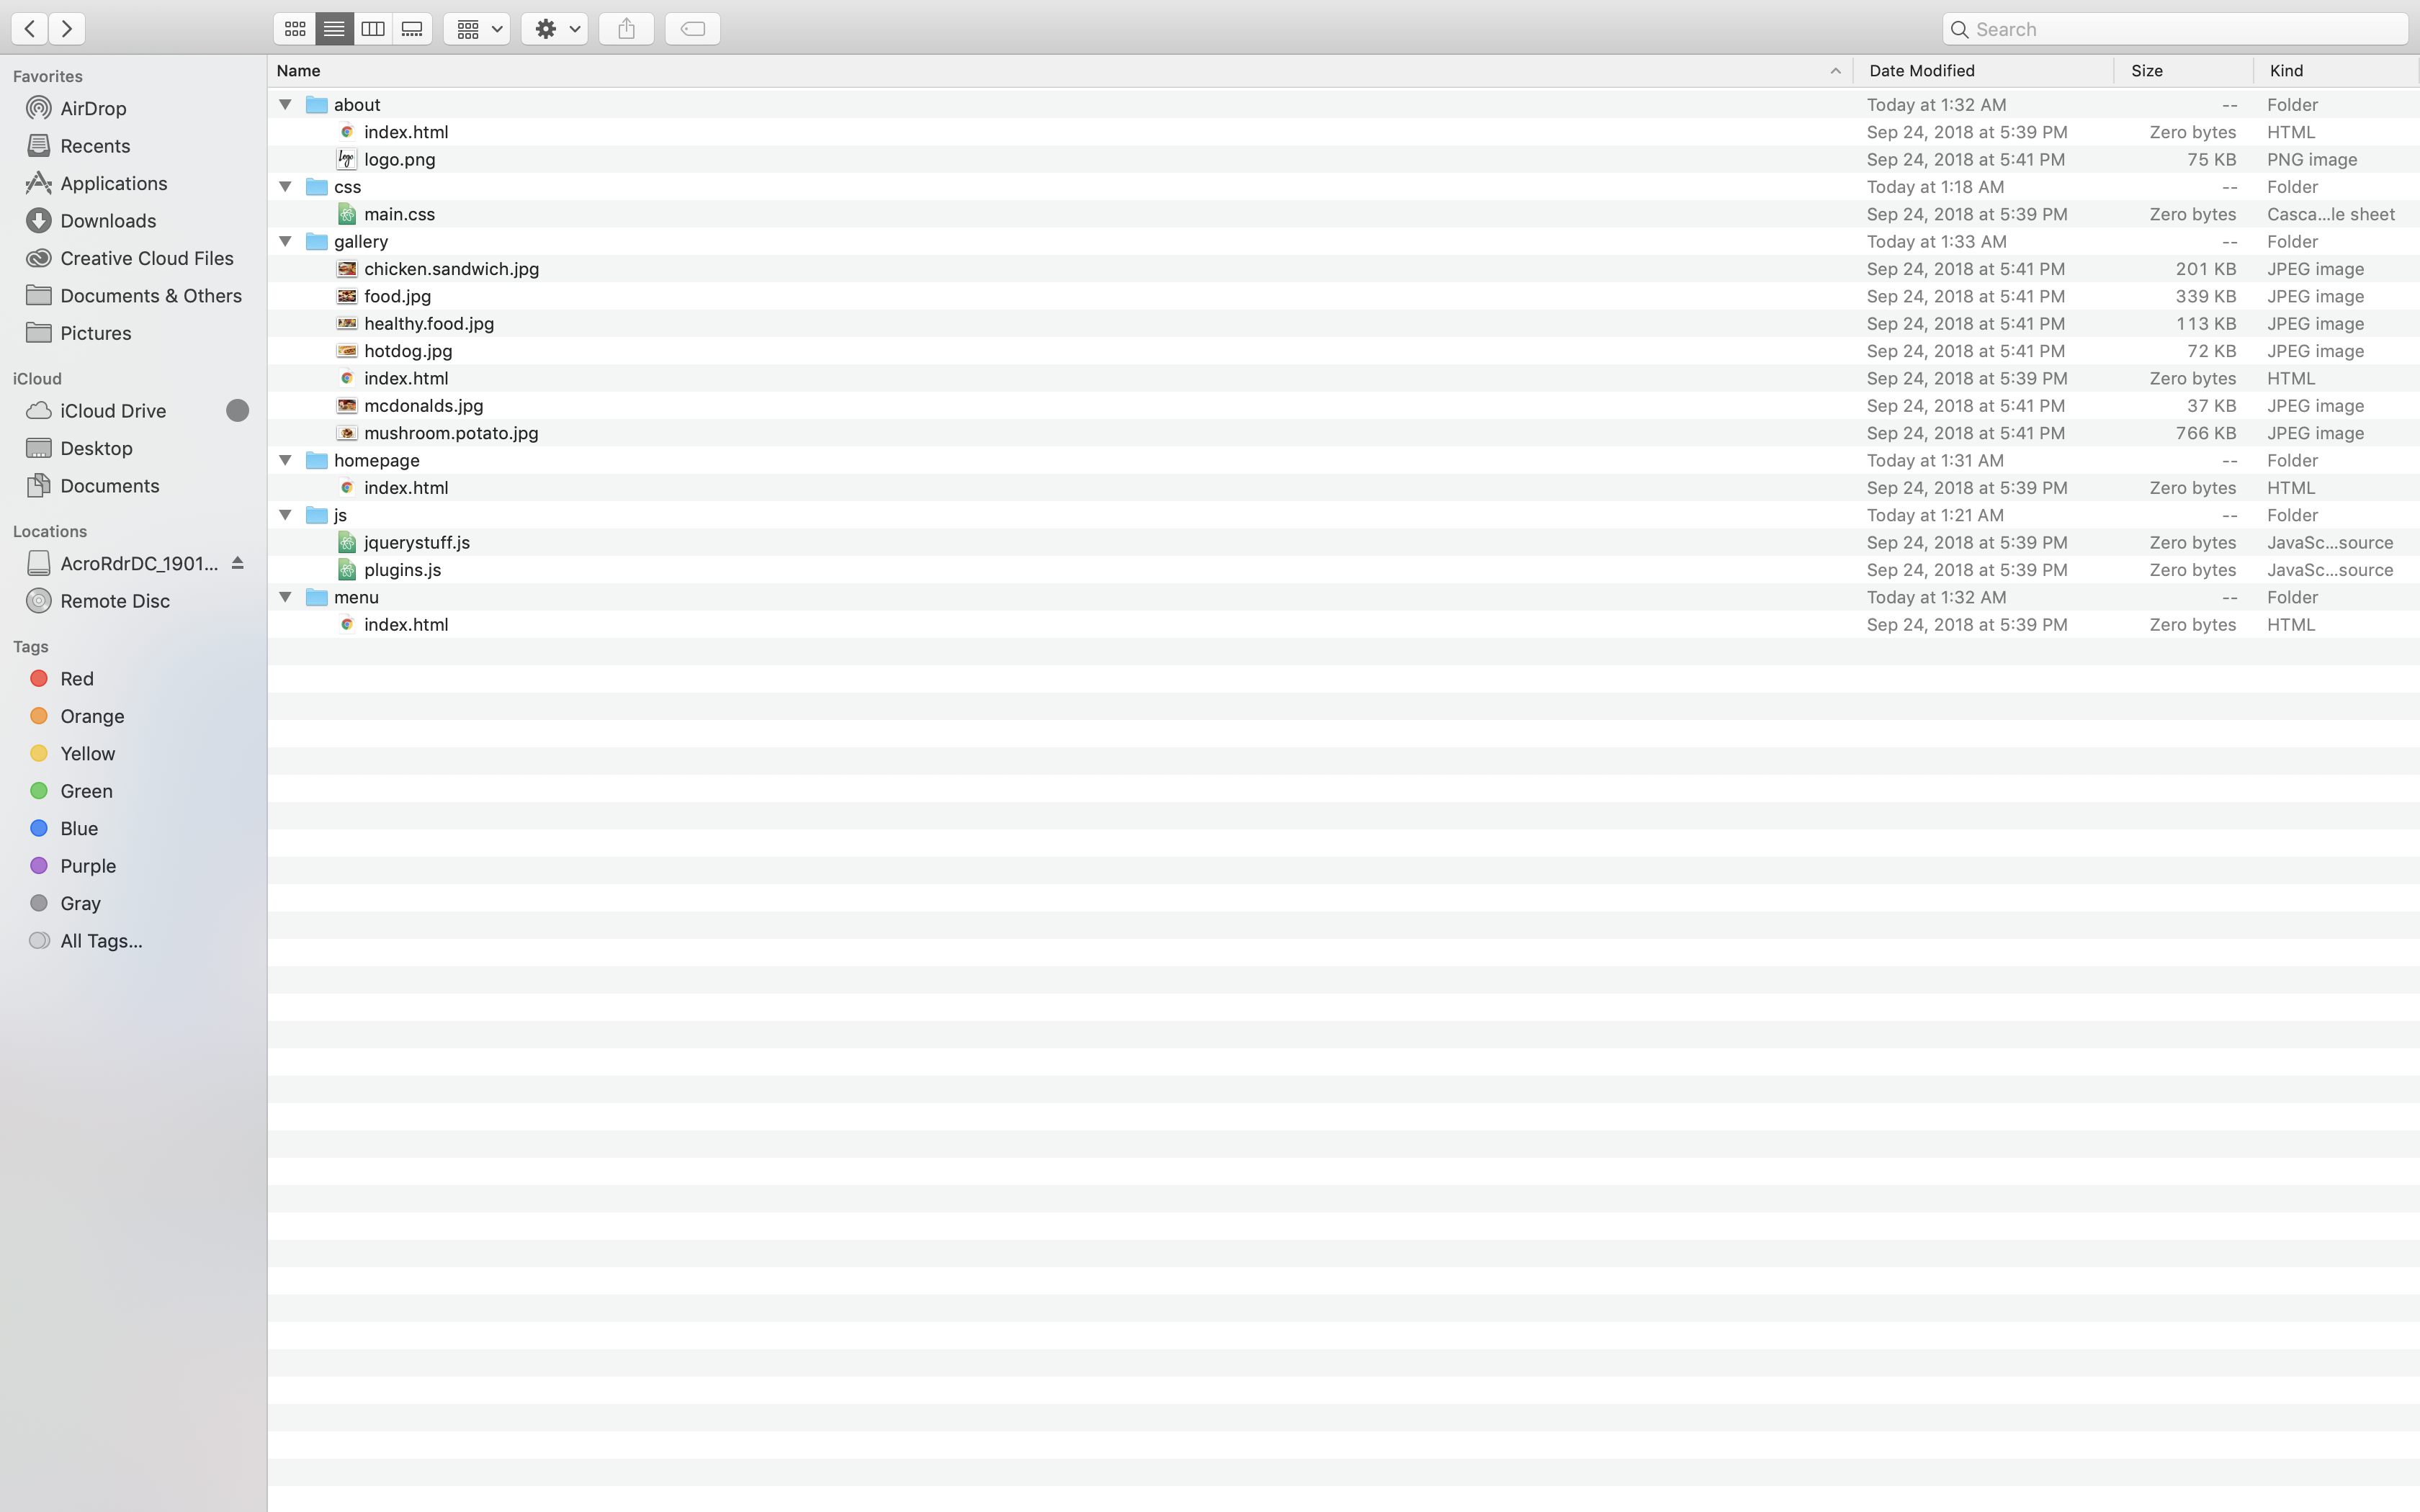 Search
Favorites
AirDrop
Recents
Applications
Downloads
Creative Cloud Files
Documents & Others
Pictures
iCloud
iCloud Drive
Desktop
Documents
Locations
AcroRdrDC_1901...
Remote Disc
Tags
Red
Orange
Yellow
Green
Blue
Purple
Gray
All Tags...
Name Date Modified Size Kind
about Today at 1:32 AM -- Folder
index.html Sep 24, 2018 at 5:39 PM Zero bytes HTML
logo.png Sep 24, 2018 at 5:41 PM 75 KB PNG image
css Today at 1:18 AM -- Folder
main.css Sep 24, 2018 at 5:39 PM Zero bytes Casca...le sheet
gallery Today at 1:33 AM -- Folder
chicken.sandwich.jpg Sep 24, 2018 at 5:41 PM 201 KB JPEG image
food.jpg Sep 24, 2018 at 5:41 PM 339 KB JPEG image
healthy.food.jpg Sep 24, 2018 at 5:41 PM 113 KB JPEG image
hotdog.jpg Sep 24, 2018 at 5:41 PM 72 KB JPEG image
index.html Sep 24, 2018 at 5:39 PM Zero bytes HTML
mcdonalds.jpg Sep 24, 2018 at 5:41 PM 37 KB JPEG image
mushroom.potato.jpg Sep 24, 2018 at 5:41 PM 766 KB JPEG image
homepage Today at 1:31 AM -- Folder
index.html Sep 24, 2018 at 5:39 PM Zero bytes HTML
js Today at 1:21 AM -- Folder
jquerystuff.js Sep 24, 2018 at 5:39 PM Zero bytes JavaSc...source
plugins.js Sep 24, 2018 at 5:39 PM Zero bytes JavaSc...source
menu Today at 1:32 AM -- Folder
index.html Sep 24, 2018 at 5:39 PM Zero bytes HTML